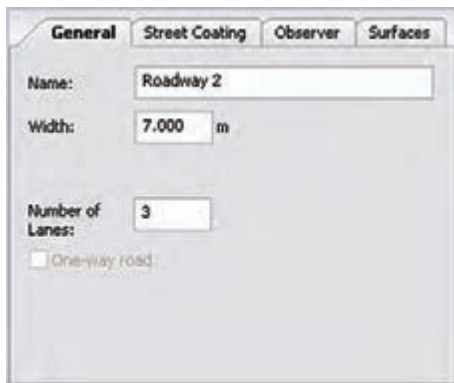 General Street Coating Observer Surfaces
Name: Roadway 2
Width: 7.000 m
Number of
Lanes: 3
One-way road